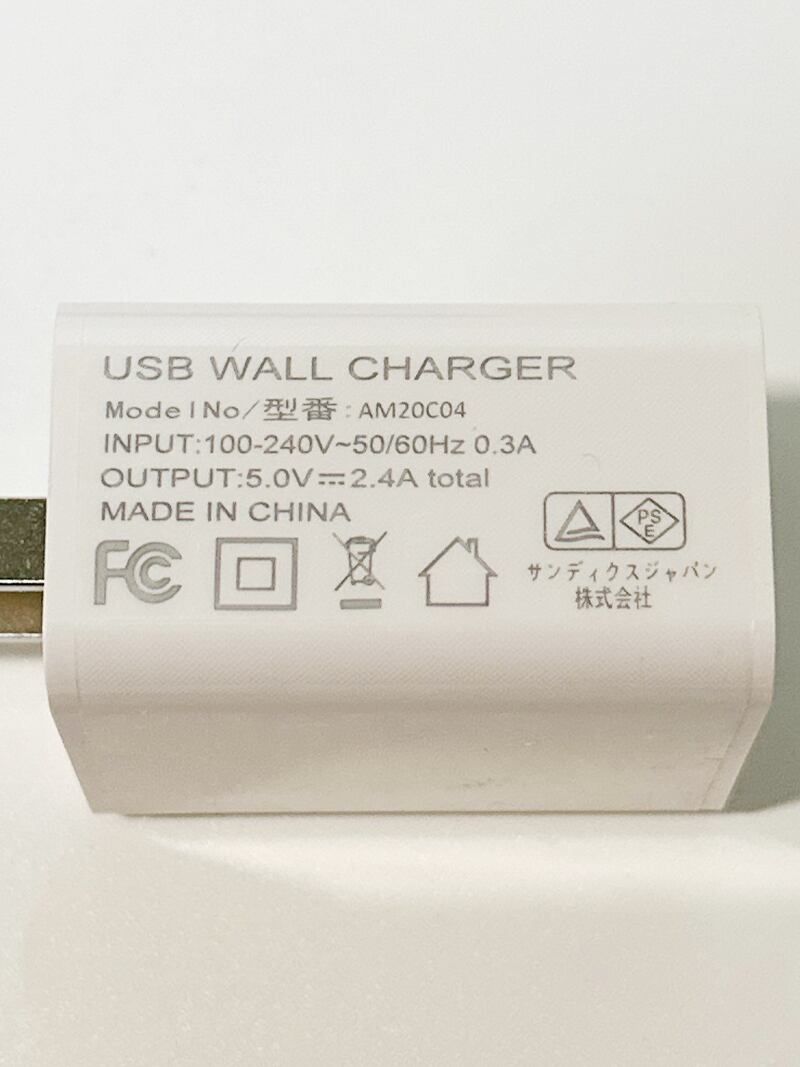 USB WALL CHARGER
Model No/型番: AM20C04
INPUT:100-240V~50/60Hz 0.3A
OUTPUT:5.0V⎓2.4A total
MADE IN CHINA
FC
PS
E
サンディクスジャパン
株式会社